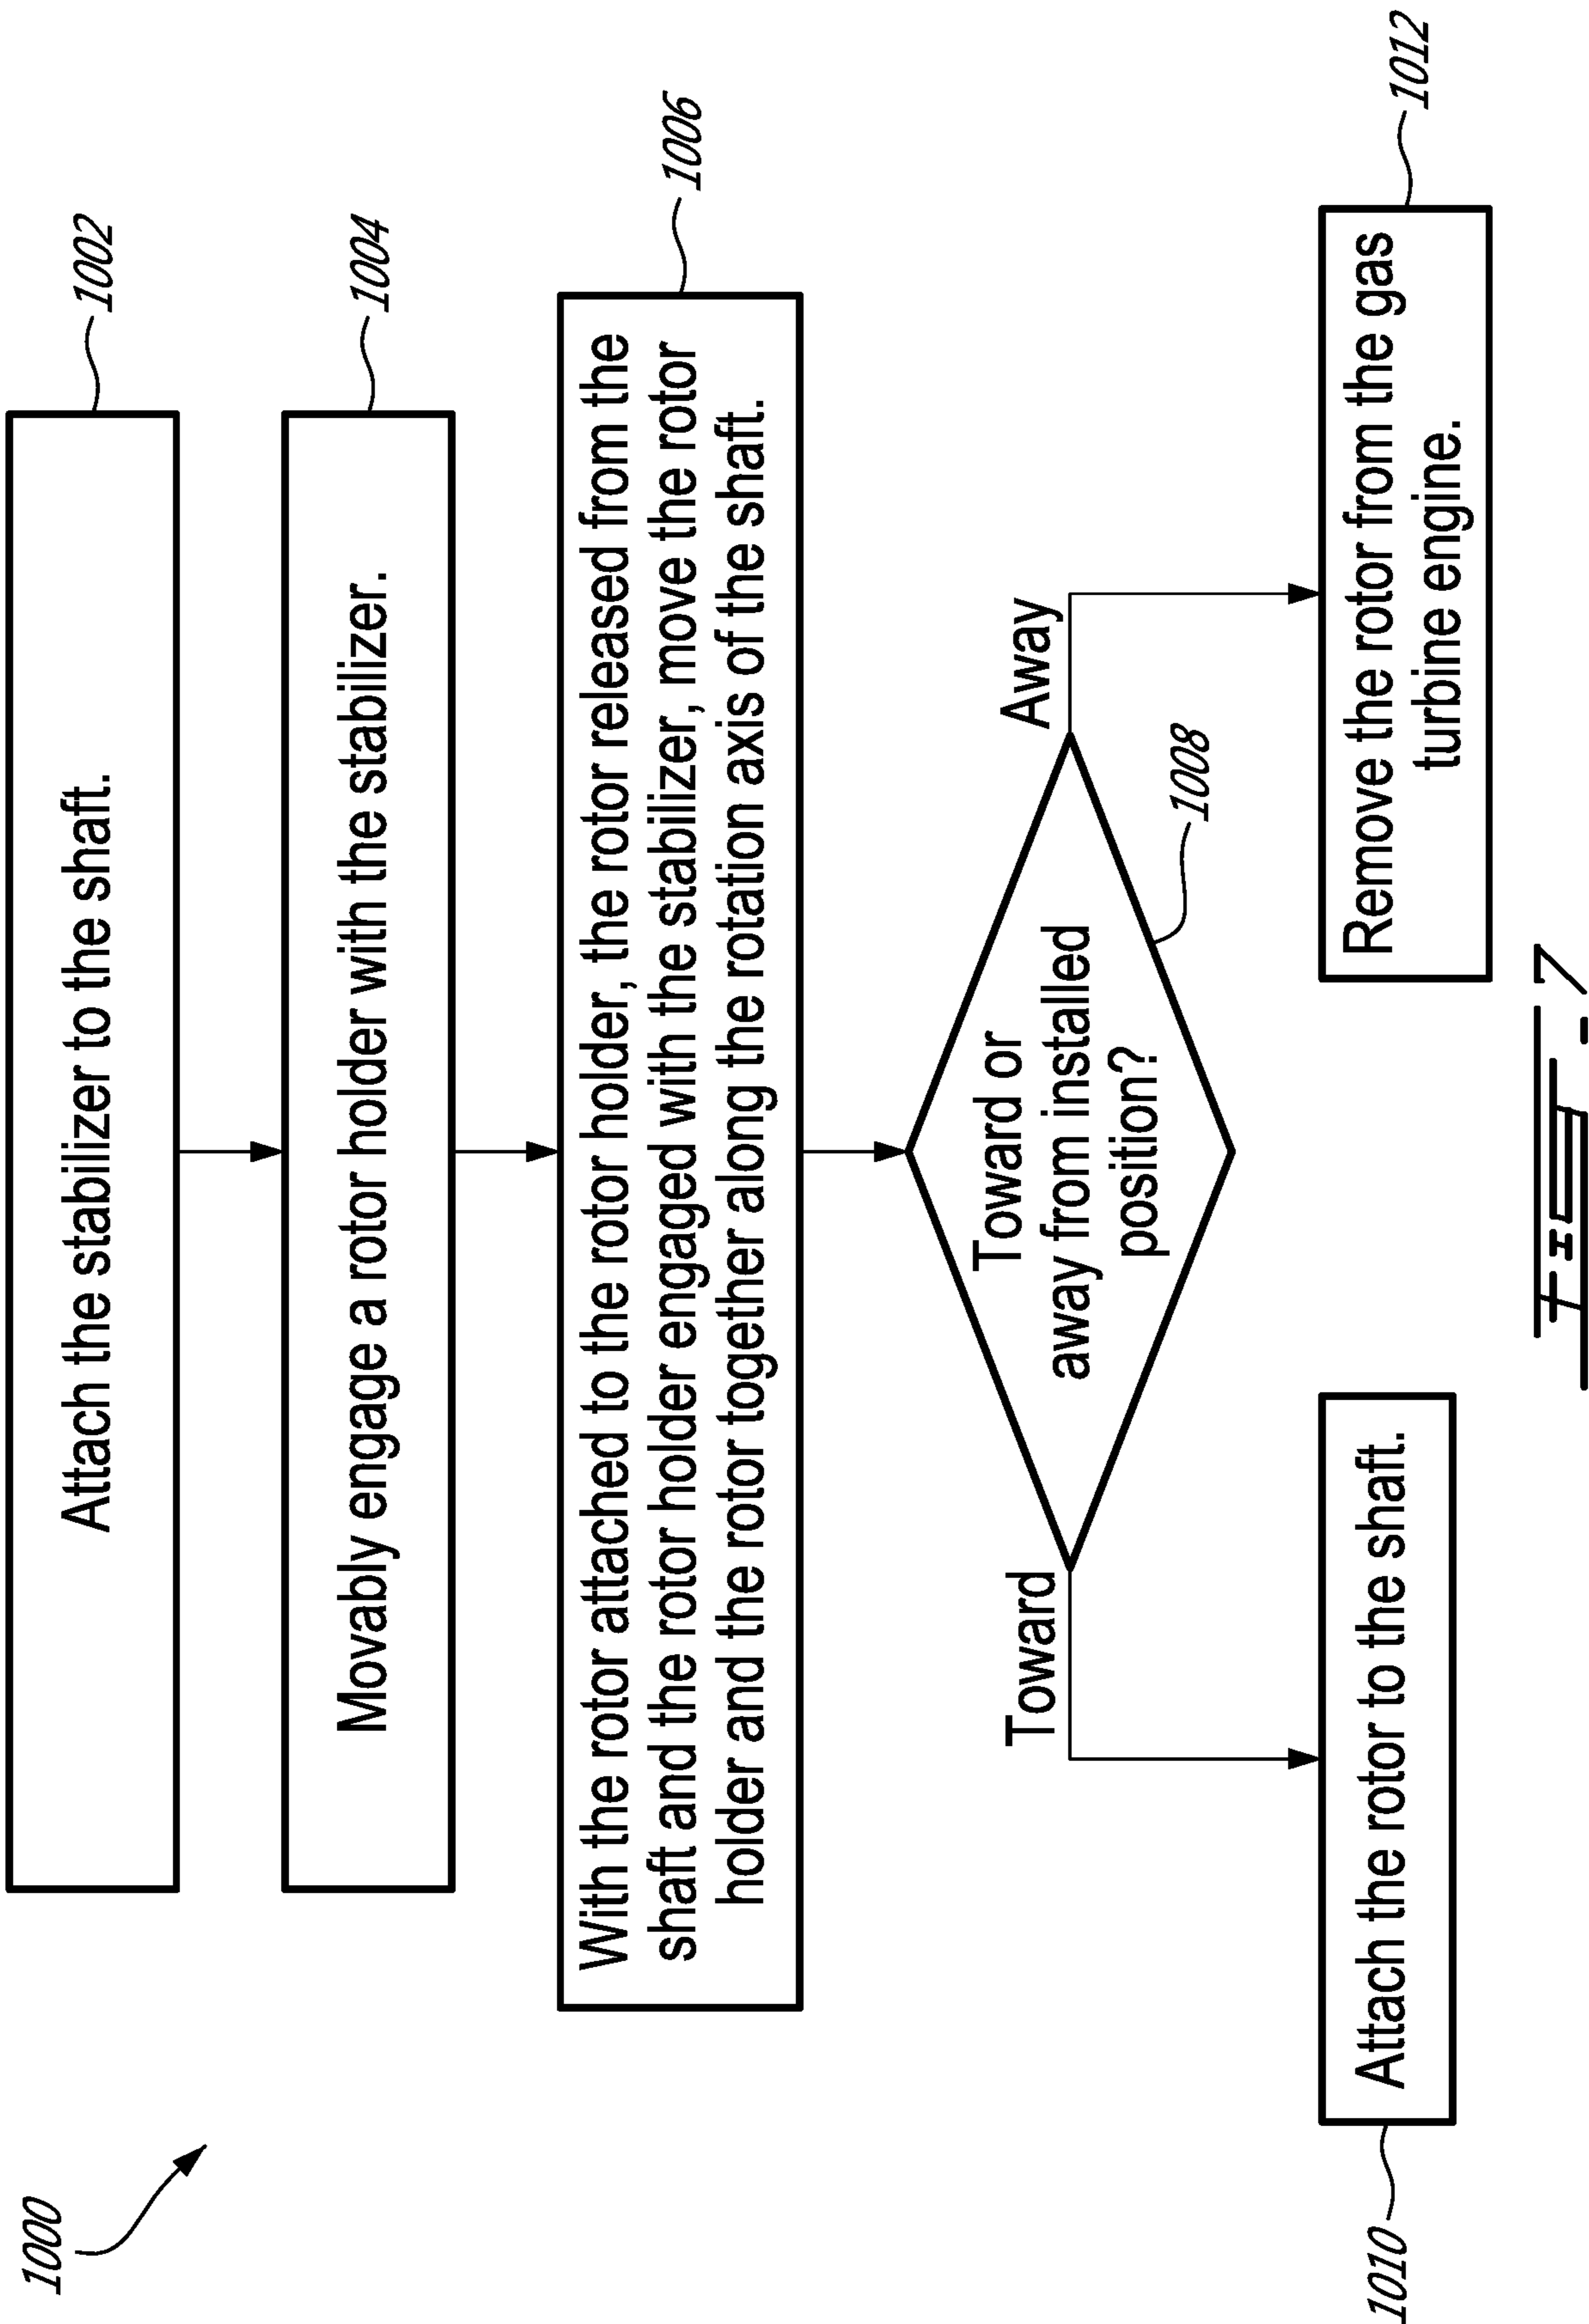 1000
Attach the stabilizer to the shaft.
1002
Movably engage a rotor holder with the stabilizer.
1004
With the rotor attached to the rotor holder, the rotor released from the
shaft and the rotor holder engaged with the stabilizer, move the rotor
holder and the rotor together along the rotation axis of the shaft.
1006
Toward or
away from installed
position?
1008
Toward
Away
1010
Attach the rotor to the shaft.
Remove the rotor from the gas
turbine engine.
1012
FIG-7